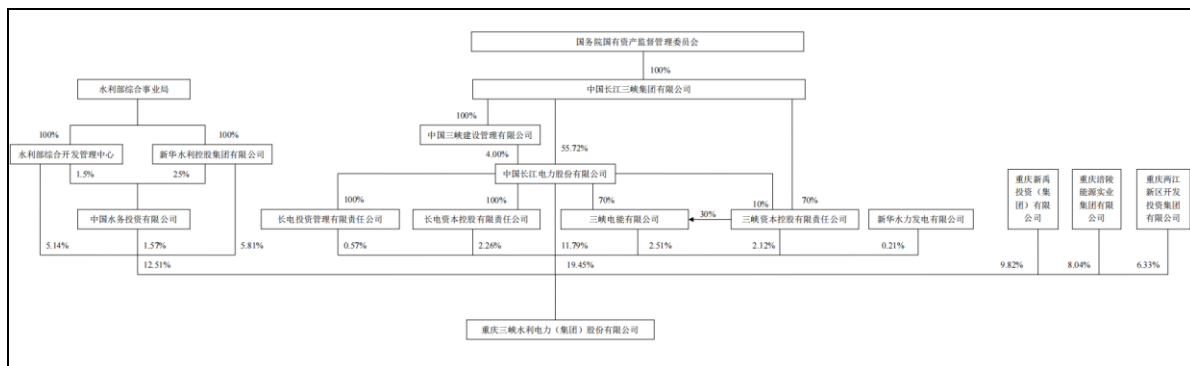 国务院国有资产监督管理委员会
100%
水利部综合事业局
中国长江三峡集团有限公司
100%
100%
100%
中国三峡建设管理有限公司
水利部综合开发管理中心
新华水利控股集团有限公司
4.00%
55.72%
1.5%
25%
中国长江电力股份有限公司
重庆新禹
投资（集
团）有限
公司
重庆涪陵
能源实业
集团有限
公司
重庆两江
新区开发
投资集团
有限公司
100%
100%
70%
10%
70%
中国水务投资有限公司
长电投资管理有限责任公司
长电资本控股有限责任公司
三峡电能有限公司
30%
三峡资本控股有限责任公司
新华水力发电有限公司
5.14%
1.57%
5.81%
0.57%
2.26%
11.79%
2.51%
2.12%
0.21%
12.51%
19.45%
9.82%
8.04%
6.33%
重庆三峡水利电力（集团）股份有限公司